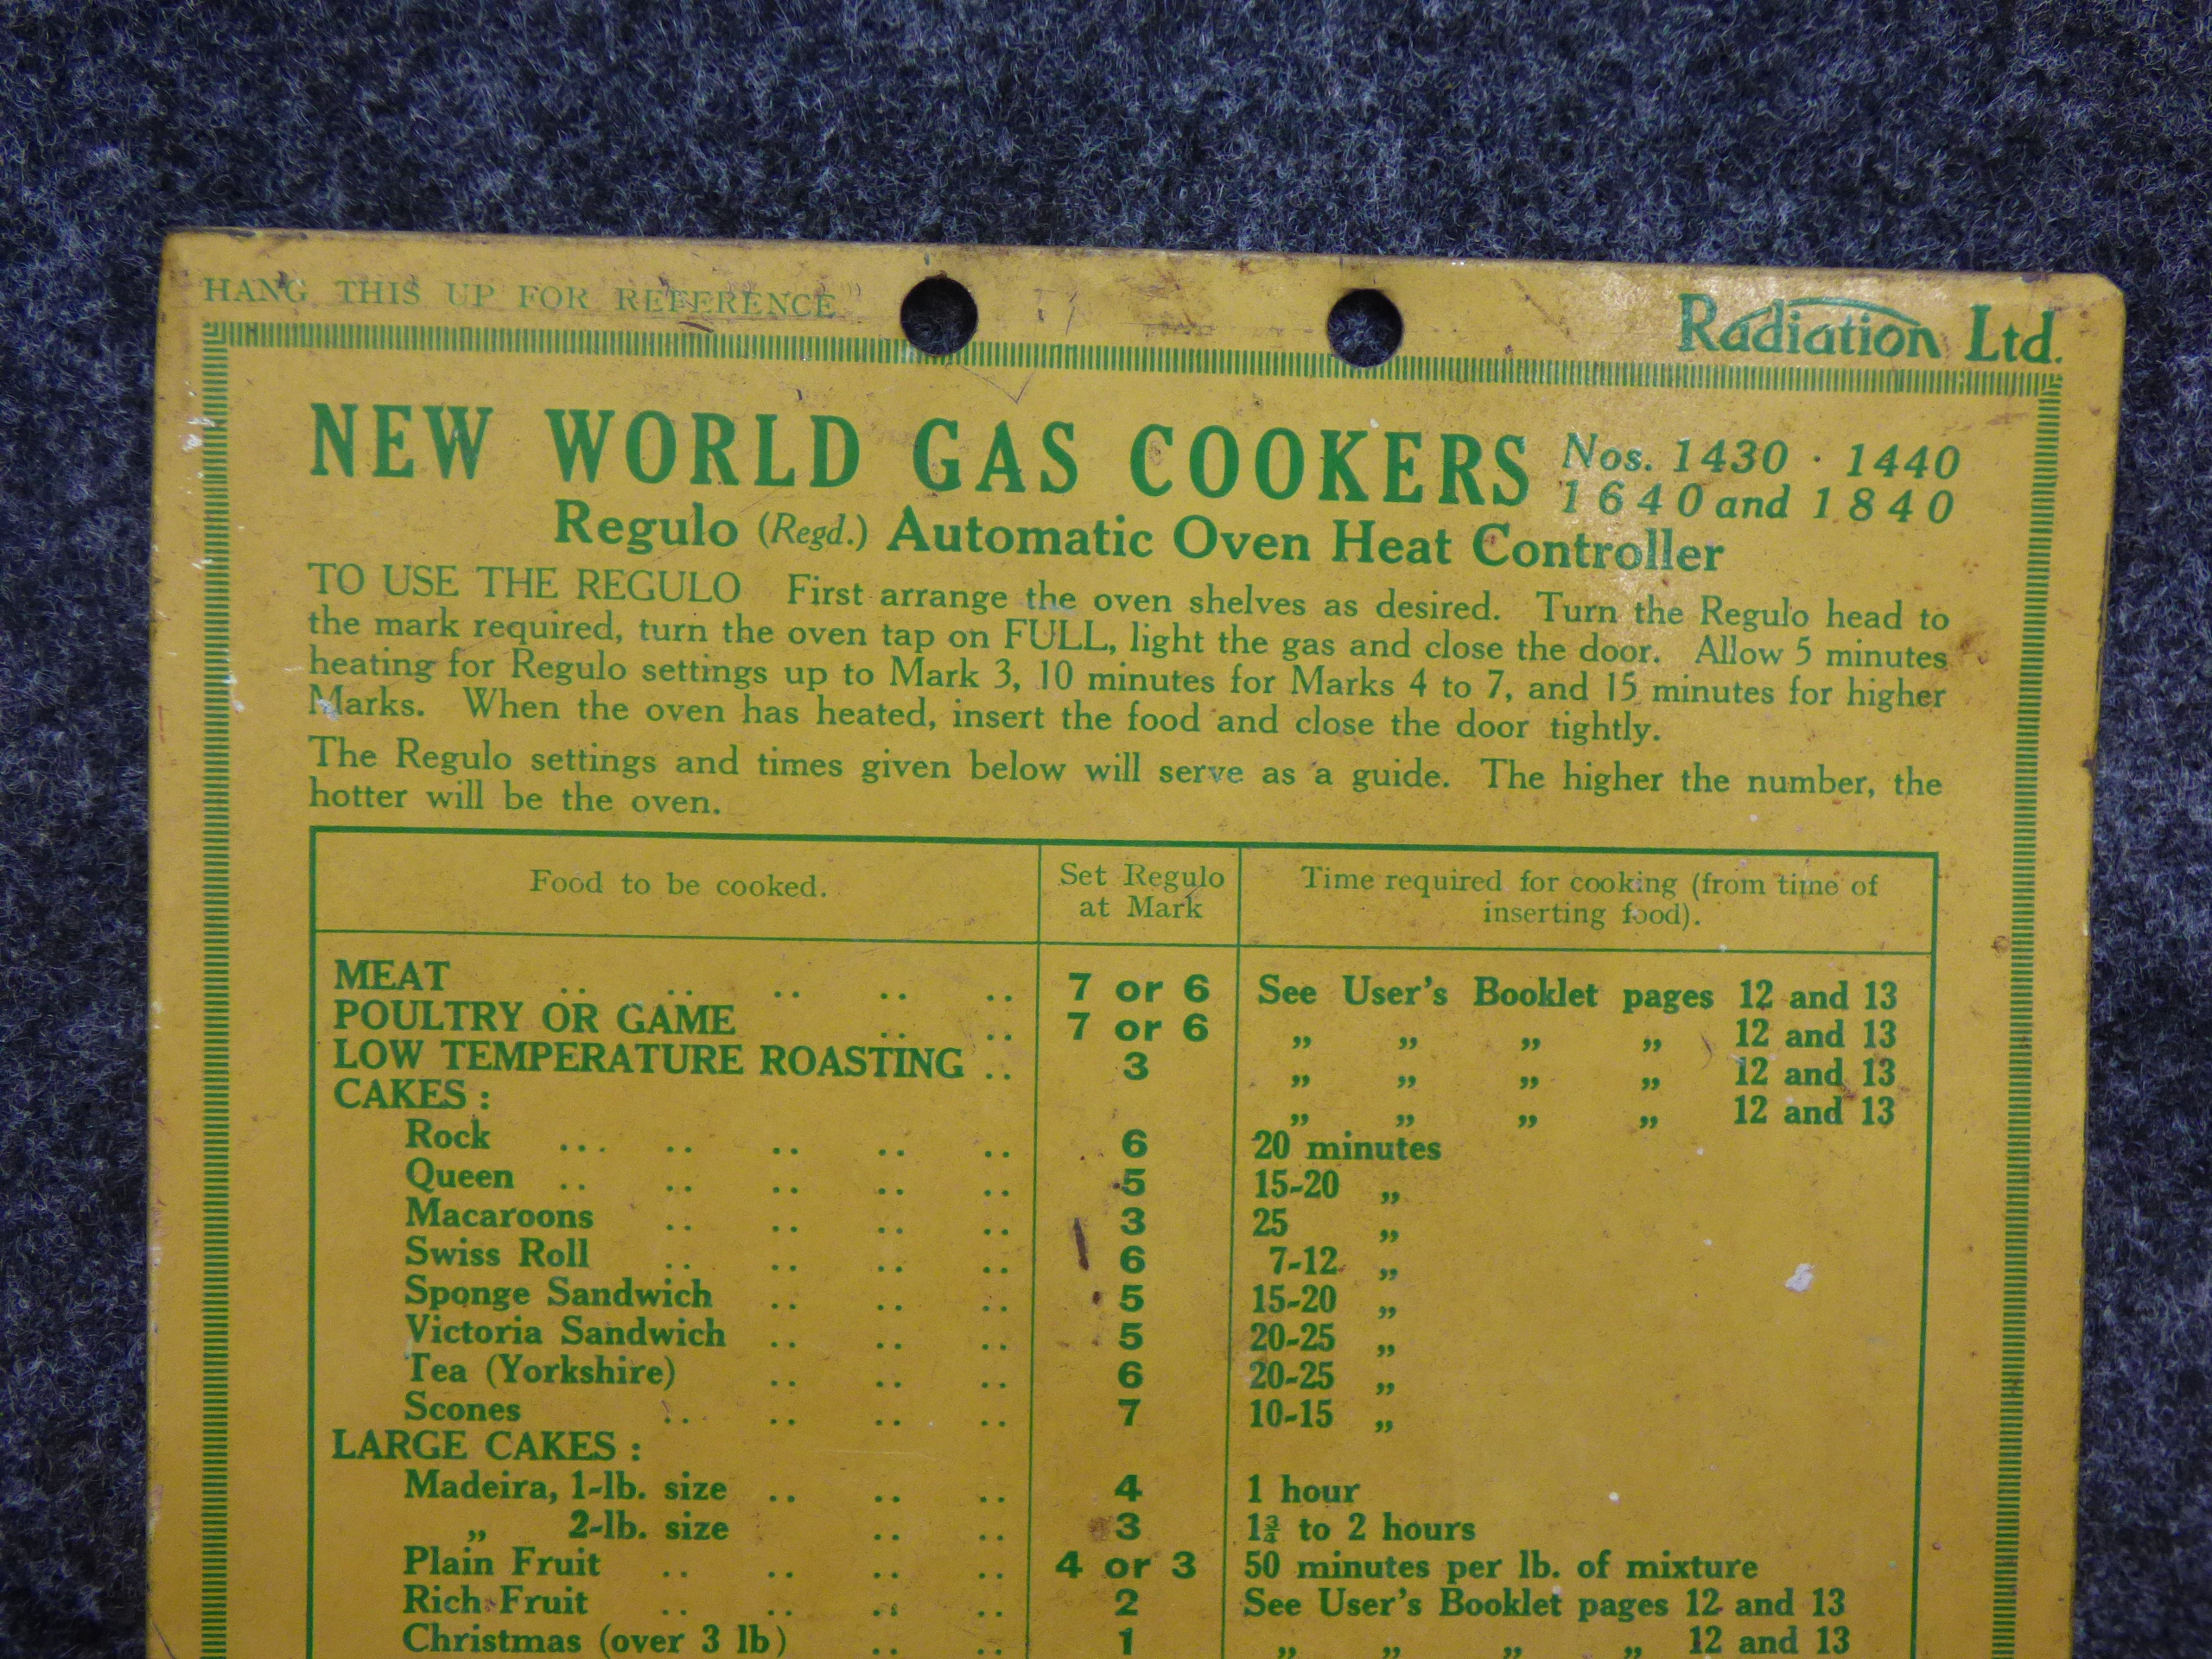 HANG THIS UP FOR REFERENCE
Radiation Ltd.
NEW WORLD GAS COOKERS Nos. 1430 · 1440
1640 and 1840
Regulo (Regd.) Automatic Oven Heat Controller
TO USE THE REGULO First arrange the oven shelves as desired. Turn the Regulo head to
the mark required, turn the oven tap on FULL, light the gas and close the door. Allow 5 minutes
heating for Regulo settings up to Mark 3, 10 minutes for Marks 4 to 7, and 15 minutes for higher
Marks. When the oven has heated, insert the food and close the door tightly.
The Regulo settings and times given below will serve as a guide. The higher the number, the
hotter will be the oven.
Food to be cooked. Set Regulo at Mark Time required for cooking (from time of inserting food).
MEAT .. .. .. .. .. 7 or 6 See User's Booklet pages 12 and 13
POULTRY OR GAME .. .. 7 or 6 „ „ „ „ 12 and 13
LOW TEMPERATURE ROASTING .. 3 „ „ „ „ 12 and 13
CAKES : „ „ „ „ 12 and 13
Rock ... .. .. .. .. 6 20 minutes
Queen .. .. .. .. .. 5 15-20 „
Macaroons .. .. .. .. 3 25 „
Swiss Roll .. .. .. .. 6 7-12 „
Sponge Sandwich .. .. .. 5 15-20 „
Victoria Sandwich .. .. .. 5 20-25 „
Tea (Yorkshire) .. .. .. 6 20-25 „
Scones .. .. .. .. 7 10-15 „
LARGE CAKES :
Madeira, 1-lb. size .. .. .. 4 1 hour
„ 2-lb. size .. .. 3 1¾ to 2 hours
Plain Fruit .. .. .. .. 4 or 3 50 minutes per lb. of mixture
Rich Fruit .. .. .. .. 2 See User's Booklet pages 12 and 13
Christmas (over 3 lb) .. .. 1 „ „ „ „ 12 and 13